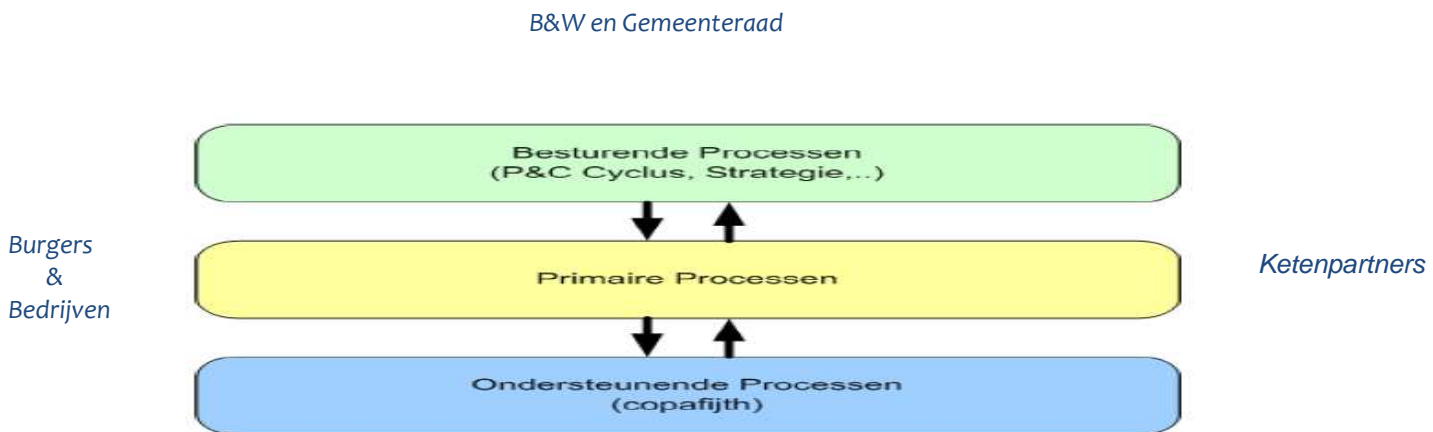 B&W en Gemeenteraad
Besturende Processen
(P&C Cyclus, Strategie,..)
Burgers
&
Bedrijven
Primaire Processen
Ketenpartners
Ondersteunende Processen
(copafijth)